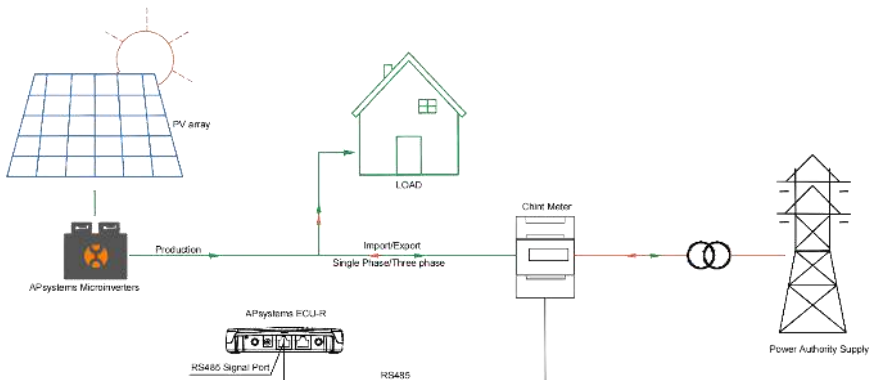 PV array
LOAD
Chint Meter
Production
Import/Export
Single Phase/Three phase
APsystems Microinverters
APsystems ECU-R
RS485 Signal Port
RS485
Power Authority Supply